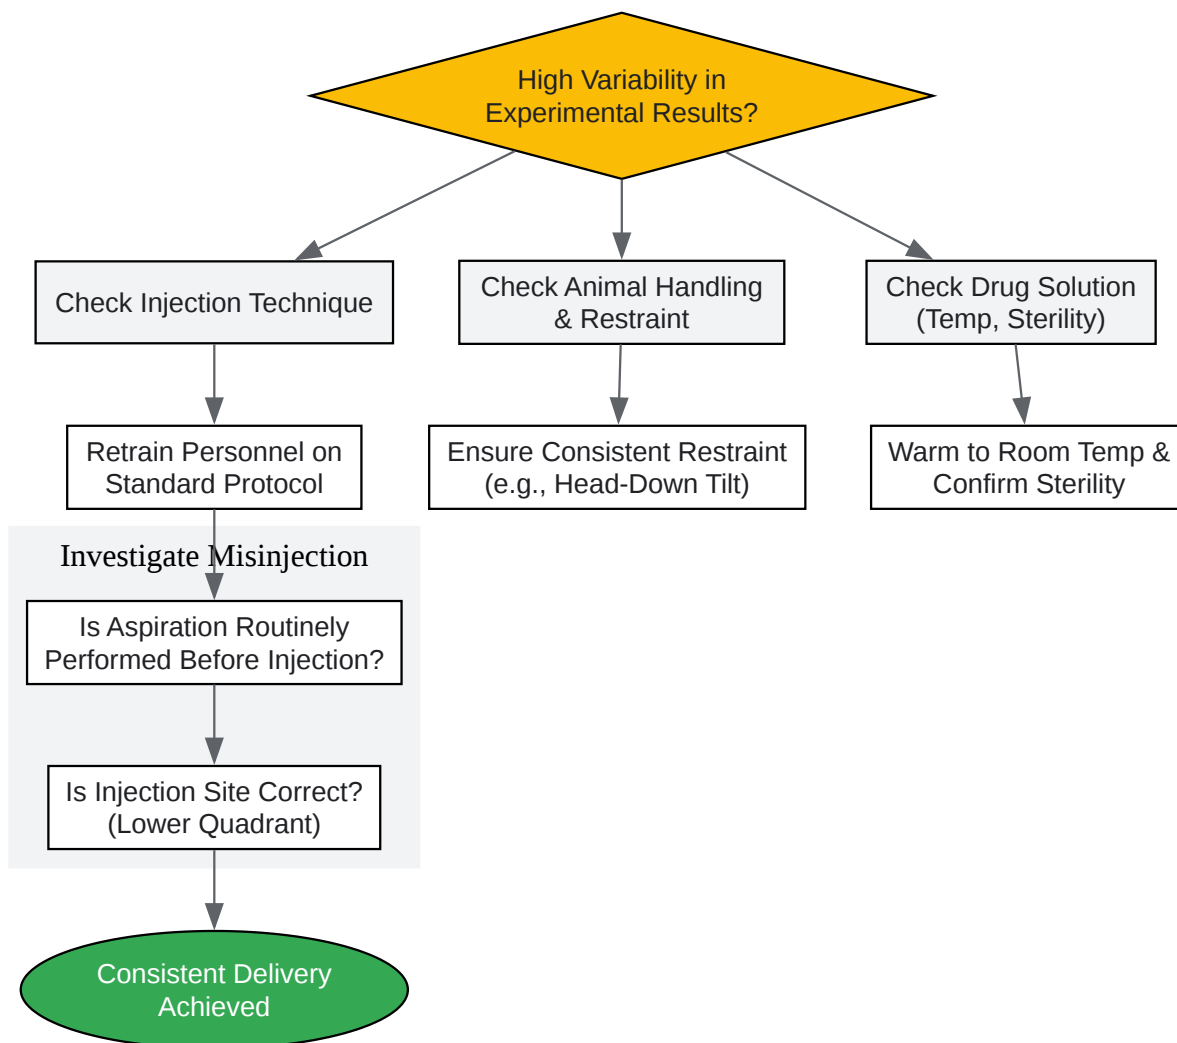 High Variability in
Experimental Results?
Check Injection Technique
Check Animal Handling
& Restraint
Check Drug Solution
(Temp, Sterility)
Retrain Personnel on
Standard Protocol
Ensure Consistent Restraint
(e.g., Head-Down Tilt)
Warm to Room Temp &
Confirm Sterility
Investigate Misinjection
Is Aspiration Routinely
Performed Before Injection?
Is Injection Site Correct?
(Lower Quadrant)
Consistent Delivery
Achieved